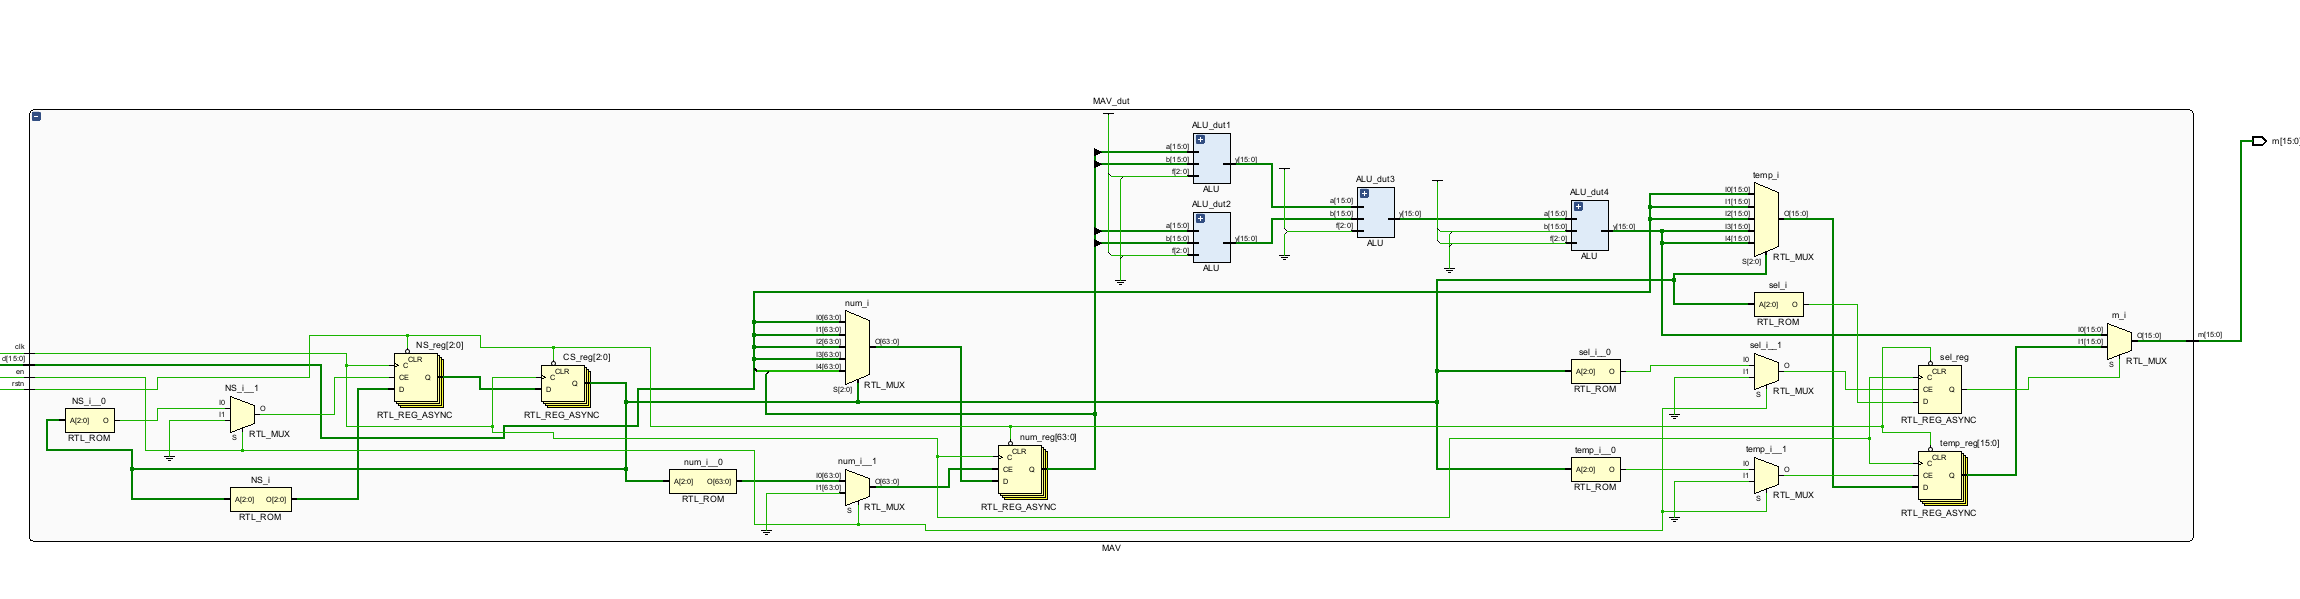 MAV_dut
ALU_dut1
a[15:0]
b[15:0]
f[2:0]
y[15:0]
ALU
ALU_dut2
a[15:0]
b[15:0]
f[2:0]
y[15:0]
ALU
ALU_dut3
a[15:0]
b[15:0]
f[2:0]
y[15:0]
ALU
ALU_dut4
a[15:0]
b[15:0]
f[2:0]
y[15:0]
ALU
temp_i
I0[15:0]
I1[15:0]
I2[15:0]
I3[15:0]
I4[15:0]
S[2:0]
O[15:0]
RTL_MUX
m[15:0]
sel_i
A[2:0] O
RTL_ROM
num_i
I0[63:0]
I1[63:0]
I2[63:0]
I3[63:0]
I4[63:0]
S[2:0]
O[63:0]
RTL_MUX
clk
d[15:0]
en
rstn
NS_reg[2:0]
CLR
C
CE
D
Q
RTL_REG_ASYNC
CS_reg[2:0]
CLR
C
D
Q
RTL_REG_ASYNC
NS_i__0
A[2:0] O
RTL_ROM
NS_i__1
I0
I1
S
O
RTL_MUX
NS_i
A[2:0] O[2:0]
RTL_ROM
num_i__0
A[2:0] O[63:0]
RTL_ROM
num_i__1
I0[63:0]
I1[63:0]
S
O[63:0]
RTL_MUX
num_reg[63:0]
CLR
C
CE
D
Q
RTL_REG_ASYNC
sel_i__0
A[2:0] O
RTL_ROM
sel_i__1
I0
I1
S
O
RTL_MUX
sel_reg
CLR
C
CE
D
Q
RTL_REG_ASYNC
temp_i__0
A[2:0] O
RTL_ROM
temp_i__1
I0
I1
S
O
RTL_MUX
temp_reg[15:0]
CLR
C
CE
D
Q
RTL_REG_ASYNC
m_i
I0[15:0]
I1[15:0]
S
O[15:0]
RTL_MUX
m[15:0]
MAV